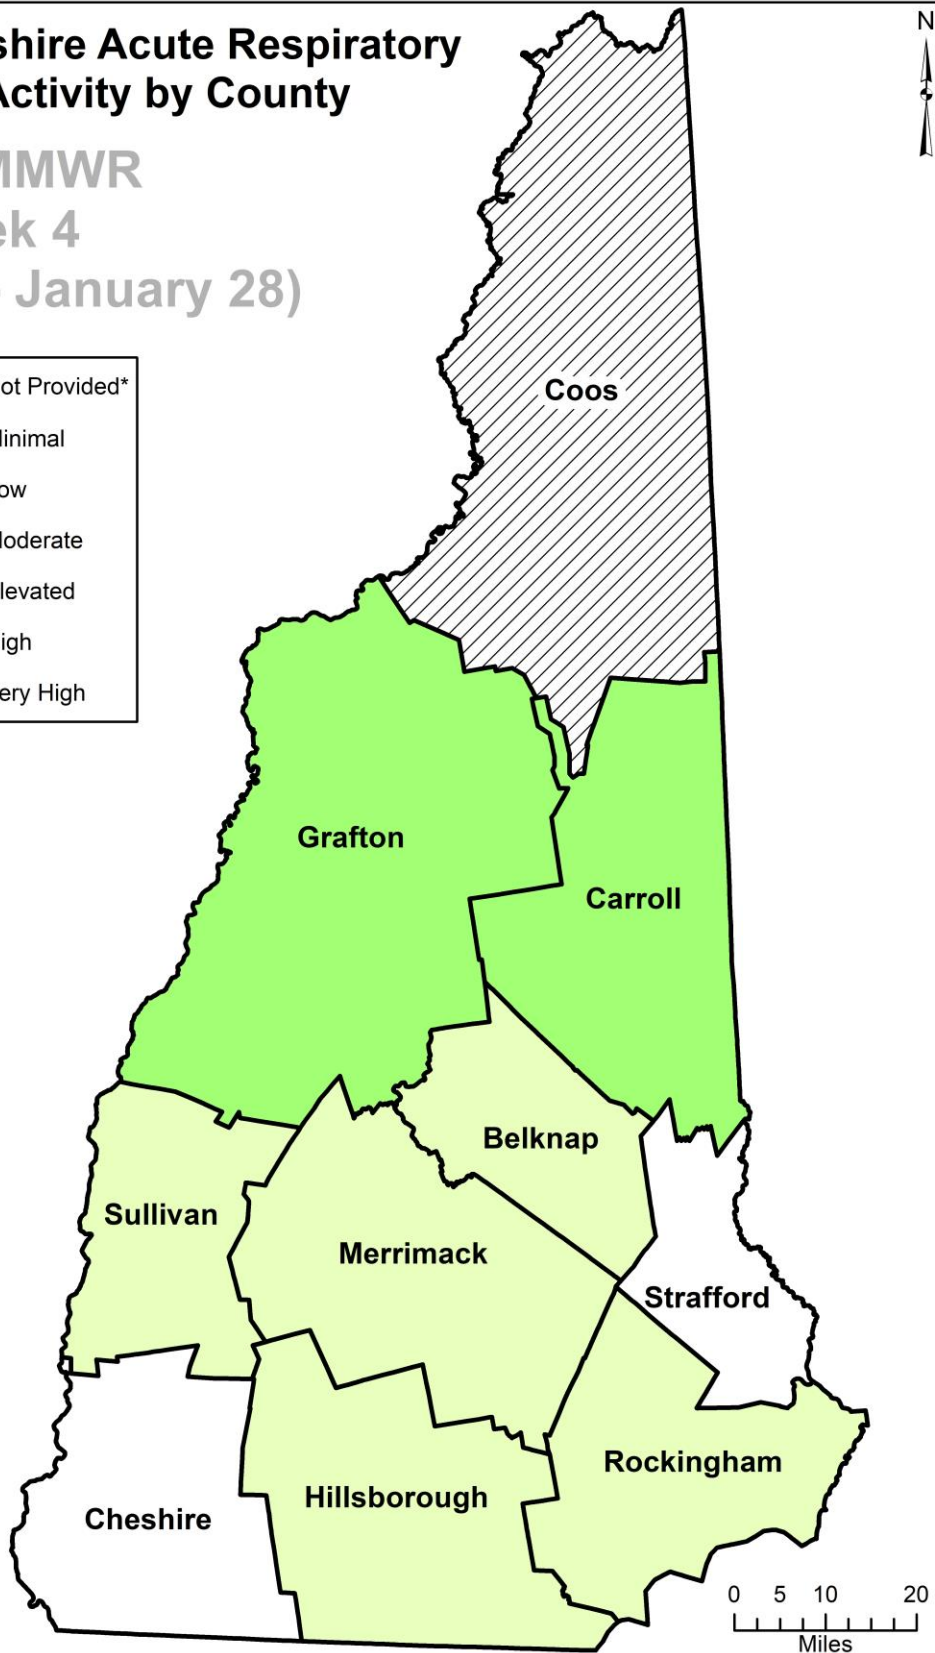 shire Acute Respiratory
Activity by County
MMWR
ek 4
January 28)
N
ot Provided*
inimal
ow
oderate
levated
igh
ery High
Coos
Grafton
Carroll
Belknap
Sullivan
Merrimack
Strafford
Rockingham
Hillsborough
Cheshire
0 5 10 20
Miles